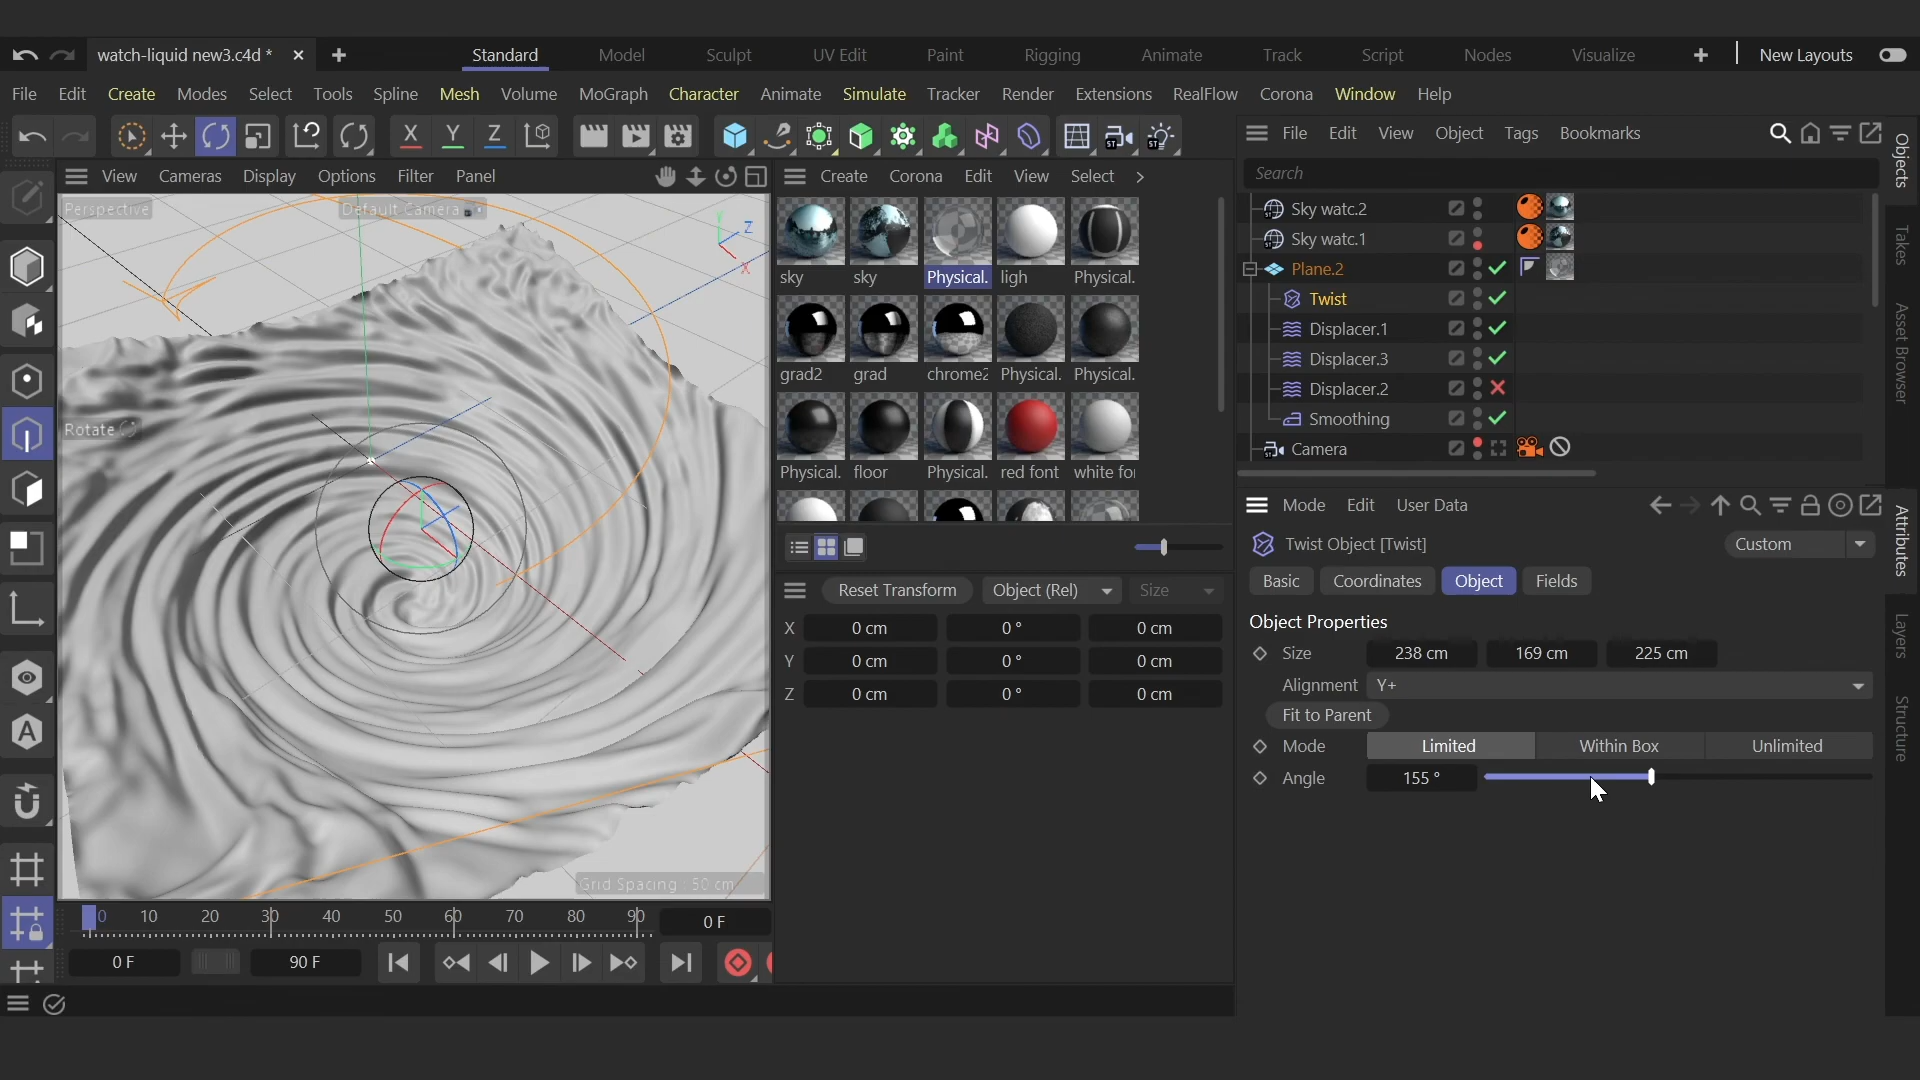 watch-liquid new3.c4d *
Standard Model Sculpt UV Edit Paint Rigging Animate Track Script Nodes Visualize New Layouts
File Edit Create Modes Select Tools Spline Mesh Volume MoGraph Character Animate Simulate Tracker Render Extensions RealFlow Corona Window Help
X Y Z
File Edit View Object Tags Bookmarks
View Cameras Display Options Filter Panel
Create Corona Edit View Select
Search
Perspective
Default Camera
Z
X
Rotate
Grid Spacing : 50 cm
sky sky Physical. ligh Physical.
grad2 grad chrome2 Physical. Physical.
Physical. floor Physical. red font white fo
Sky watc.2
Sky watc.1
Plane.2
Twist
Displacer.1
Displacer.3
Displacer.2
Smoothing
Camera
Objects
Takes
Asset Browser
Attributes
Layers
Structure
Reset Transform Object (Rel) Size
X 0 cm 0 ° 0 cm
Y 0 cm 0 ° 0 cm
Z 0 cm 0 ° 0 cm
Mode Edit User Data
Twist Object [Twist] Custom
Basic Coordinates Object Fields
Object Properties
Size 238 cm 169 cm 225 cm
Alignment Y+
Fit to Parent
Mode Limited Within Box Unlimited
Angle 155 °
0 10 20 30 40 50 60 70 80 90 0 F
0 F 90 F